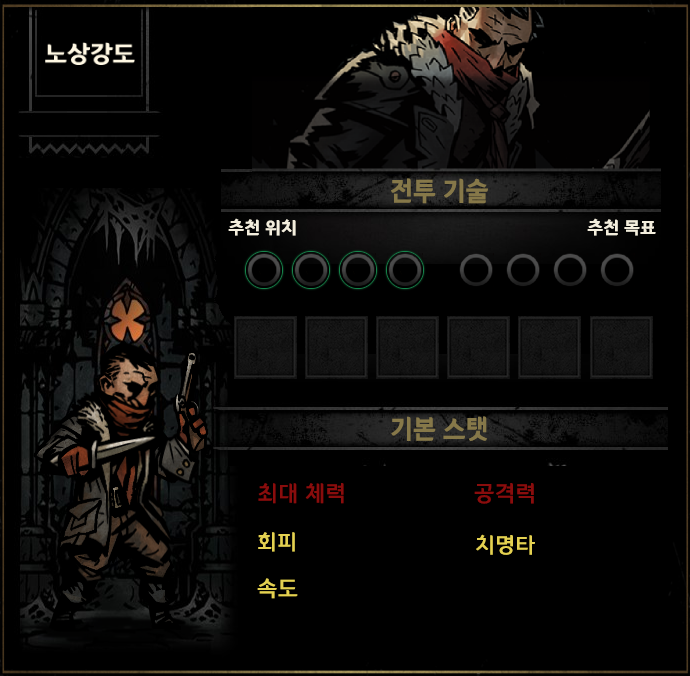 노상강도
전투 기술
추천 위치
추천 목표
기본 스탯
최대 체력
공격력
회피
치명타
속도